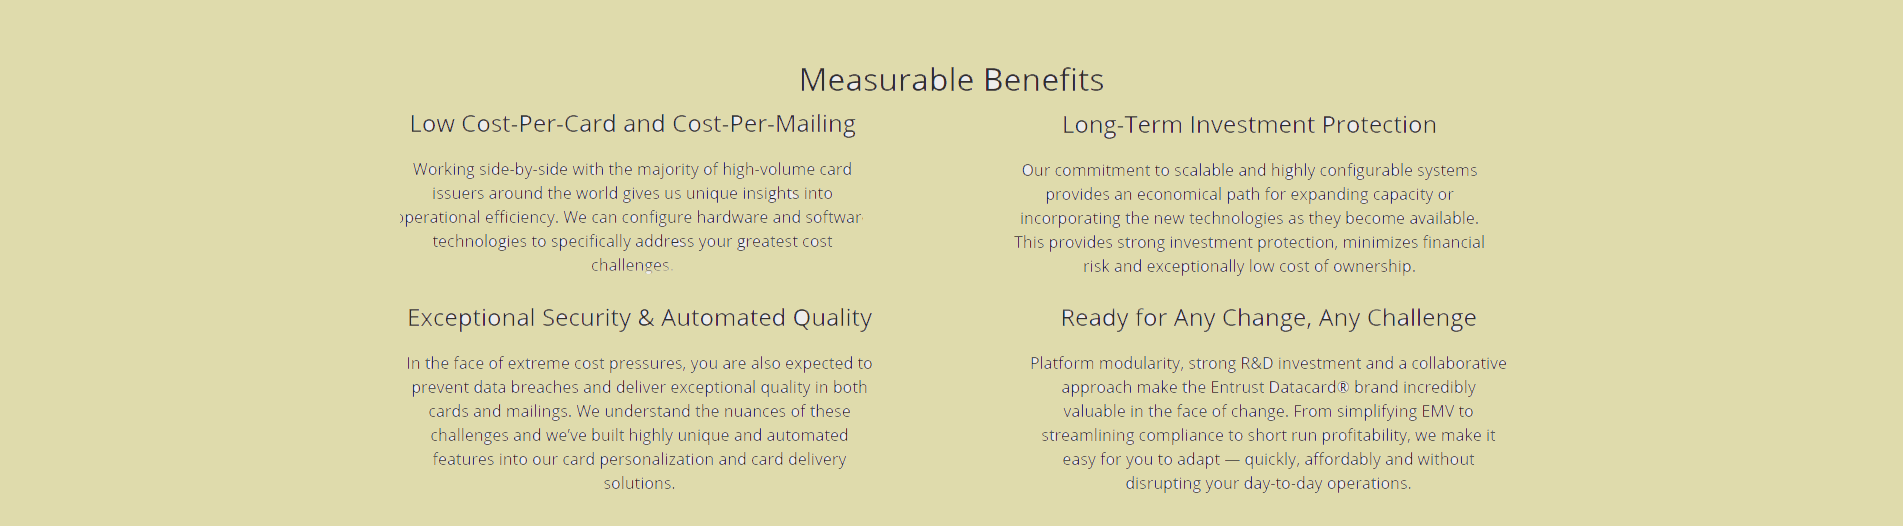 Measurable Benefits
Low Cost-Per-Card and Cost-Per-Mailing
Working side-by-side with the majority of high-volume card
issuers around the world gives us unique insights into
operational efficiency. We can configure hardware and softwar
technologies to specifically address your greatest cost
challenges.
Long-Term Investment Protection
Our commitment to scalable and highly configurable systems
provides an economical path for expanding capacity or
incorporating the new technologies as they become available.
This provides strong investment protection, minimizes financial
risk and exceptionally low cost of ownership.
Exceptional Security & Automated Quality
In the face of extreme cost pressures, you are also expected to
prevent data breaches and deliver exceptional quality in both
cards and mailings. We understand the nuances of these
challenges and we’ve built highly unique and automated
features into our card personalization and card delivery
solutions.
Ready for Any Change, Any Challenge
Platform modularity, strong R&D investment and a collaborative
approach make the Entrust Datacard® brand incredibly
valuable in the face of change. From simplifying EMV to
streamlining compliance to short run profitability, we make it
easy for you to adapt — quickly, affordably and without
disrupting your day-to-day operations.